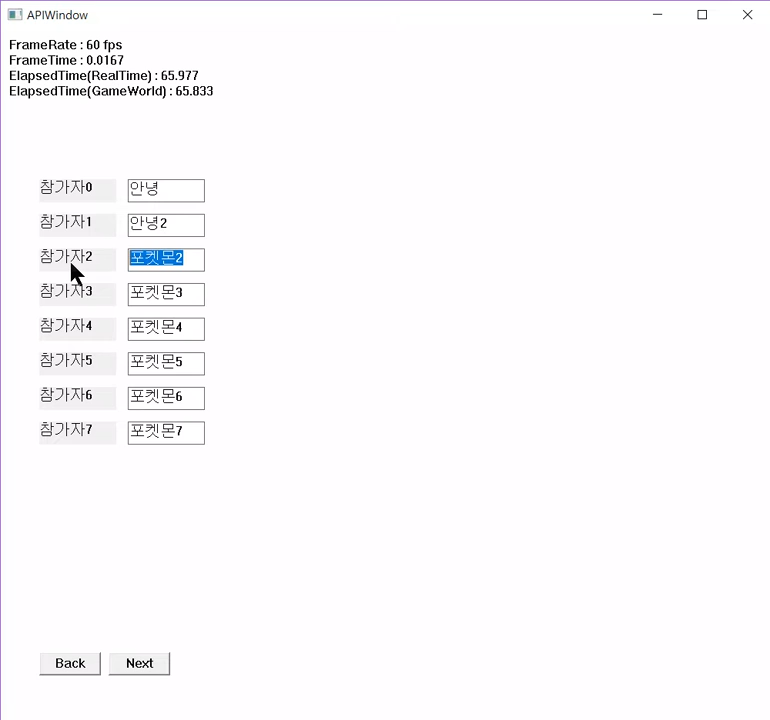 APIWindow
FrameRate : 60 fps
FrameTime : 0.0167
ElapsedTime(RealTime) : 65.977
ElapsedTime(GameWorld) : 65.833
참가자0 안녕
참가자1 안녕2
참가자2 포켓몬2
참가자3 포켓몬3
참가자4 포켓몬4
참가자5 포켓몬5
참가자6 포켓몬6
참가자7 포켓몬7
Back Next